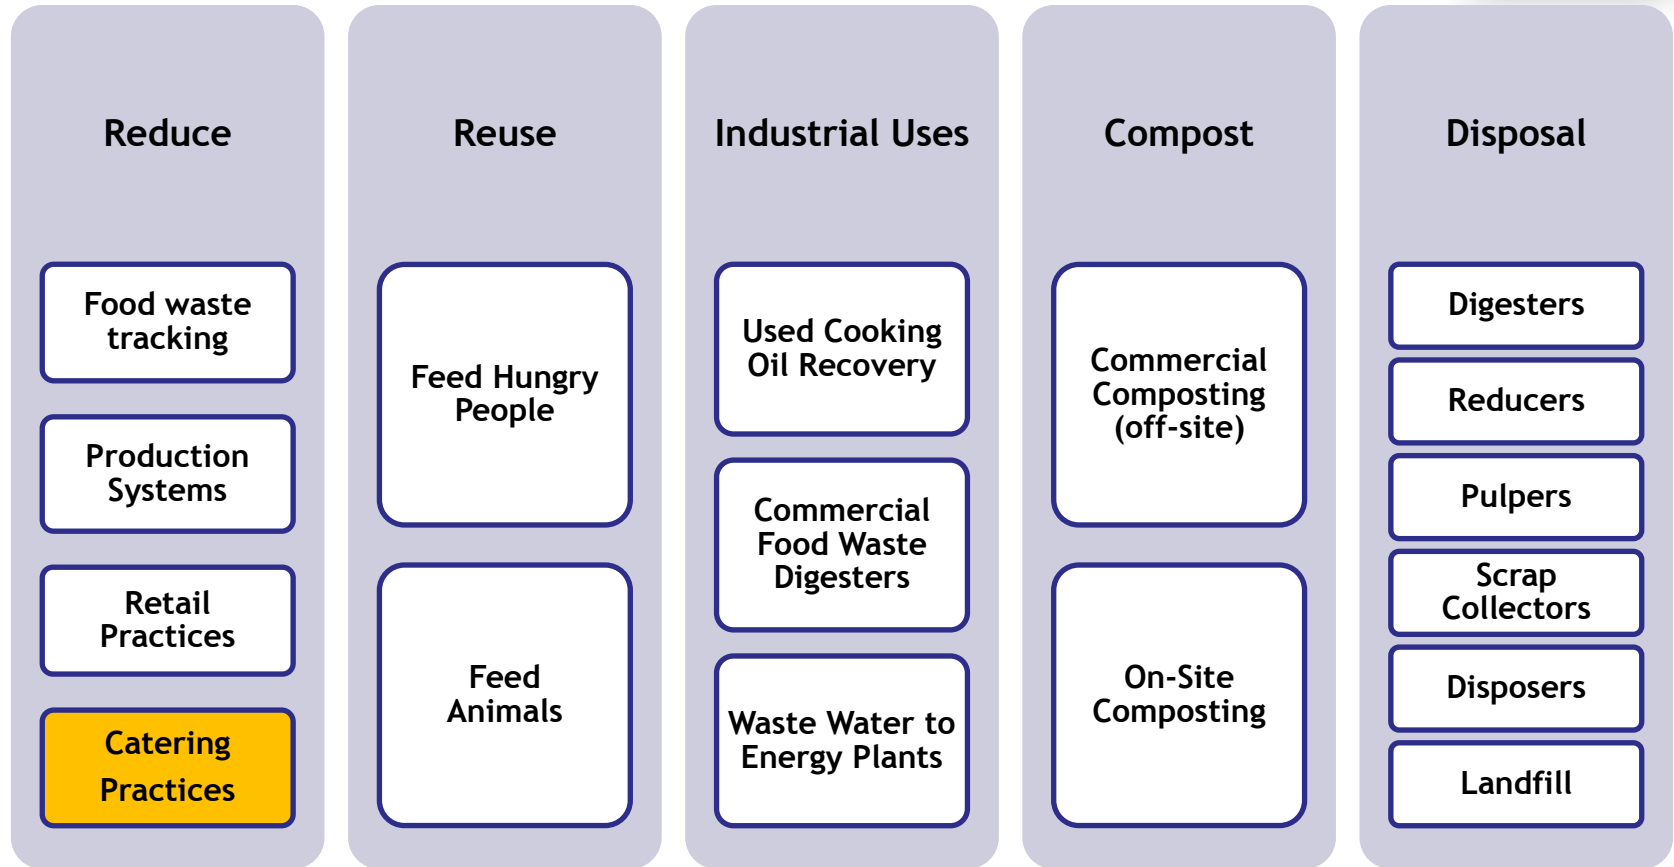 Reduce
Food waste
tracking
Production
Systems
Retail
Practices
Catering
Practices
Reuse
Feed Hungry
People
Feed
Animals
Industrial Uses
Used Cooking
Oil Recovery
Commercial
Food Waste
Digesters
Waste Water to
Energy Plants
Compost
Commercial
Composting
(off-site)
On-Site
Composting
Disposal
Digesters
Reducers
Pulpers
Scrap
Collectors
Disposers
Landfill